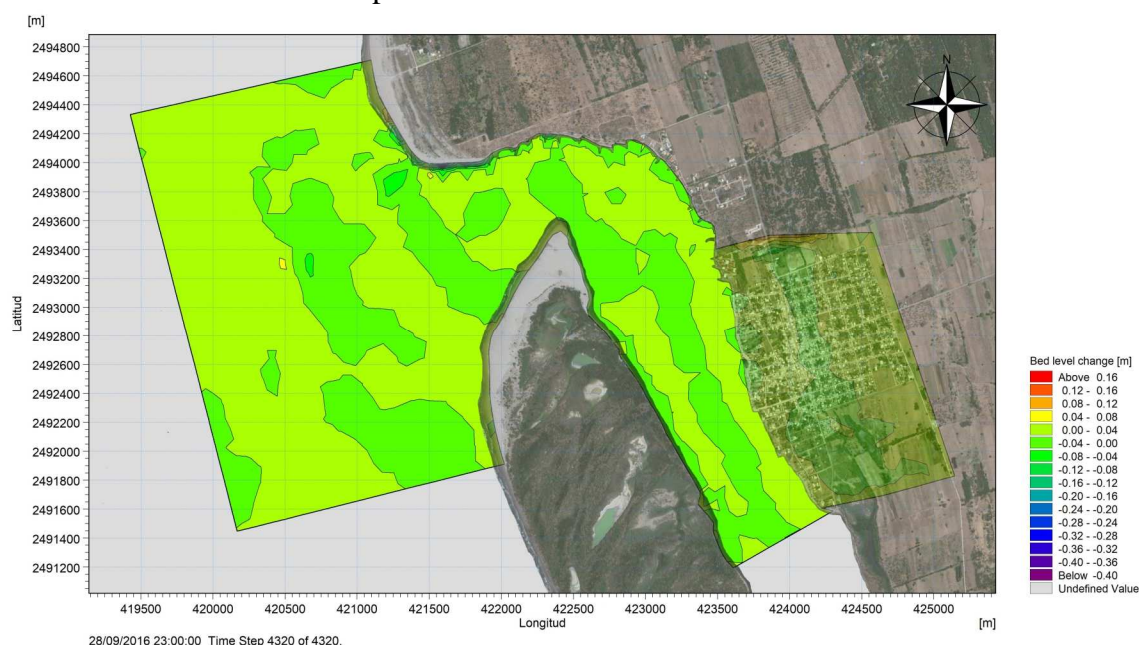 [m]
2494800
2494600
2494400
2494200
2494000
2493800
2493600
2493400
2493200
2493000
2492800
2492600
2492400
2492200
2492000
2491800
2491600
2491400
2491200
Latitud
N
419500 420000 420500 421000 421500 422000 422500 423000 423500 424000 424500 425000
Longitud [m]
28/09/2016 23:00:00 Time Step 4320 of 4320.
Bed level change [m]
Above 0.16
0.12 - 0.16
0.08 - 0.12
0.04 - 0.08
0.00 - 0.04
-0.04 - 0.00
-0.08 - -0.04
-0.12 - -0.08
-0.16 - -0.12
-0.20 - -0.16
-0.24 - -0.20
-0.28 - -0.24
-0.32 - -0.28
-0.36 - -0.32
-0.40 - -0.36
Below -0.40
Undefined Value